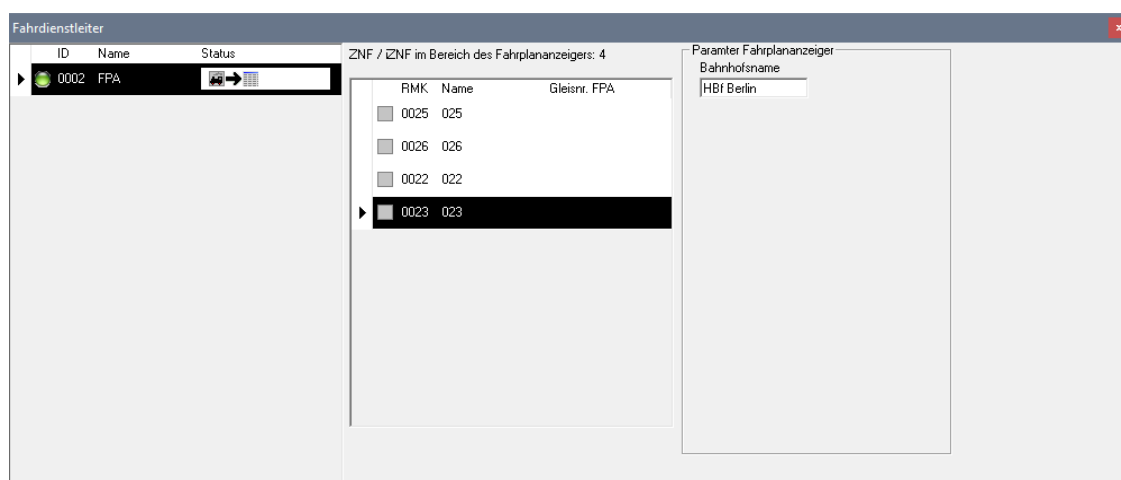 Fahrdienstleiter
ID Name Status
0002 FPA
ZNF / iZNF im Bereich des Fahrplananzeigers: 4
RMK Name Gleisnr. FPA
0025 025
0026 026
0022 022
0023 023
Paramter Fahrplananzeiger
Bahnhofsname
HBf Berlin